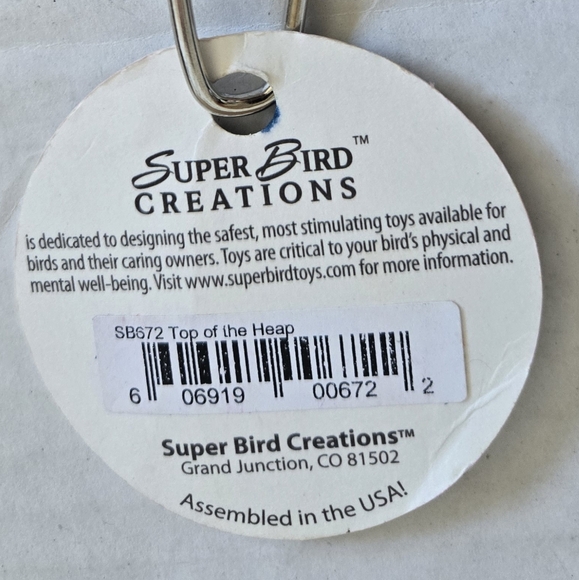 SUPER BIRD™
CREATIONS
is dedicated to designing the safest, most stimulating toys available for
birds and their caring owners. Toys are critical to your bird's physical and
mental well-being. Visit www.superbirdtoys.com for more information.
SB672 Top of the Heap
6 06919 00672 2
Super Bird Creations™
Grand Junction, CO 81502
Assembled in the USA!